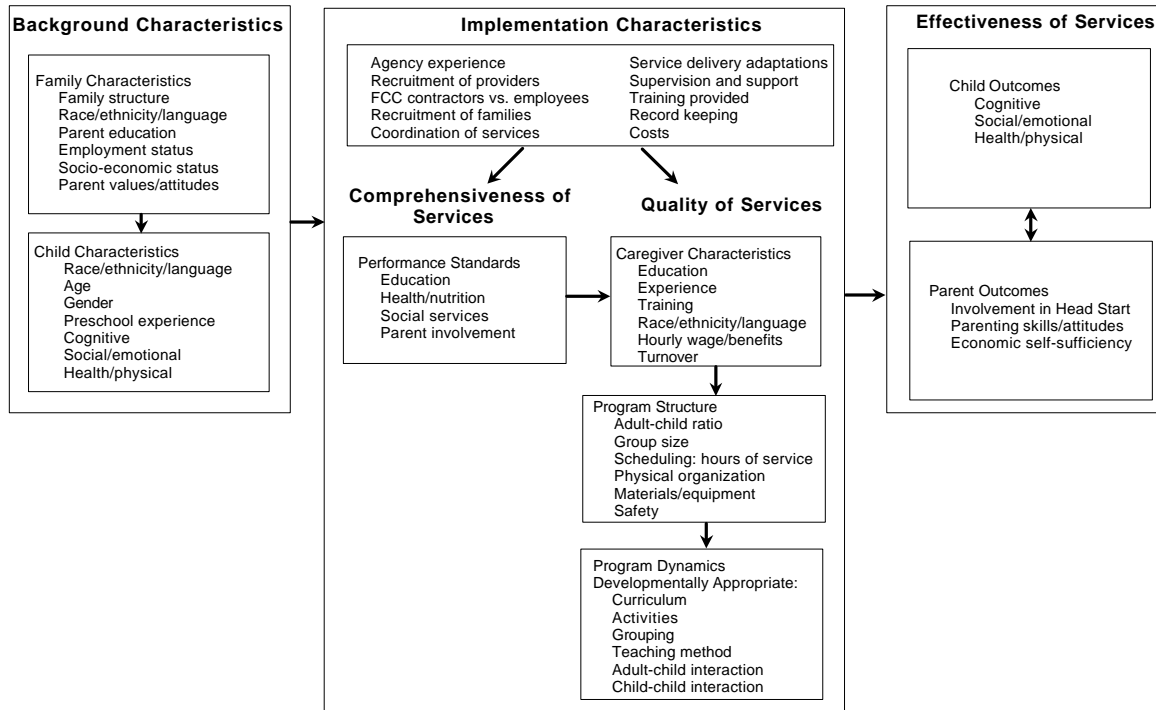 Background Characteristics
Family Characteristics
Family structure
Race/ethnicity/language
Parent education
Employment status
Socio-economic status
Parent values/attitudes
Child Characteristics
Race/ethnicity/language
Age
Gender
Preschool experience
Cognitive
Social/emotional
Health/physical
Implementation Characteristics
Agency experience
Recruitment of providers
FCC contractors vs. employees
Recruitment of families
Coordination of services
Service delivery adaptations
Supervision and support
Training provided
Record keeping
Costs
Comprehensiveness of
Services
Performance Standards
Education
Health/nutrition
Social services
Parent involvement
Quality of Services
Caregiver Characteristics
Education
Experience
Training
Race/ethnicity/language
Hourly wage/benefits
Turnover
Program Structure
Adult-child ratio
Group size
Scheduling: hours of service
Physical organization
Materials/equipment
Safety
Program Dynamics
Developmentally Appropriate:
Curriculum
Activities
Grouping
Teaching method
Adult-child interaction
Child-child interaction
Effectiveness of Services
Child Outcomes
Cognitive
Social/emotional
Health/physical
Parent Outcomes
Involvement in Head Start
Parenting skills/attitudes
Economic self-sufficiency